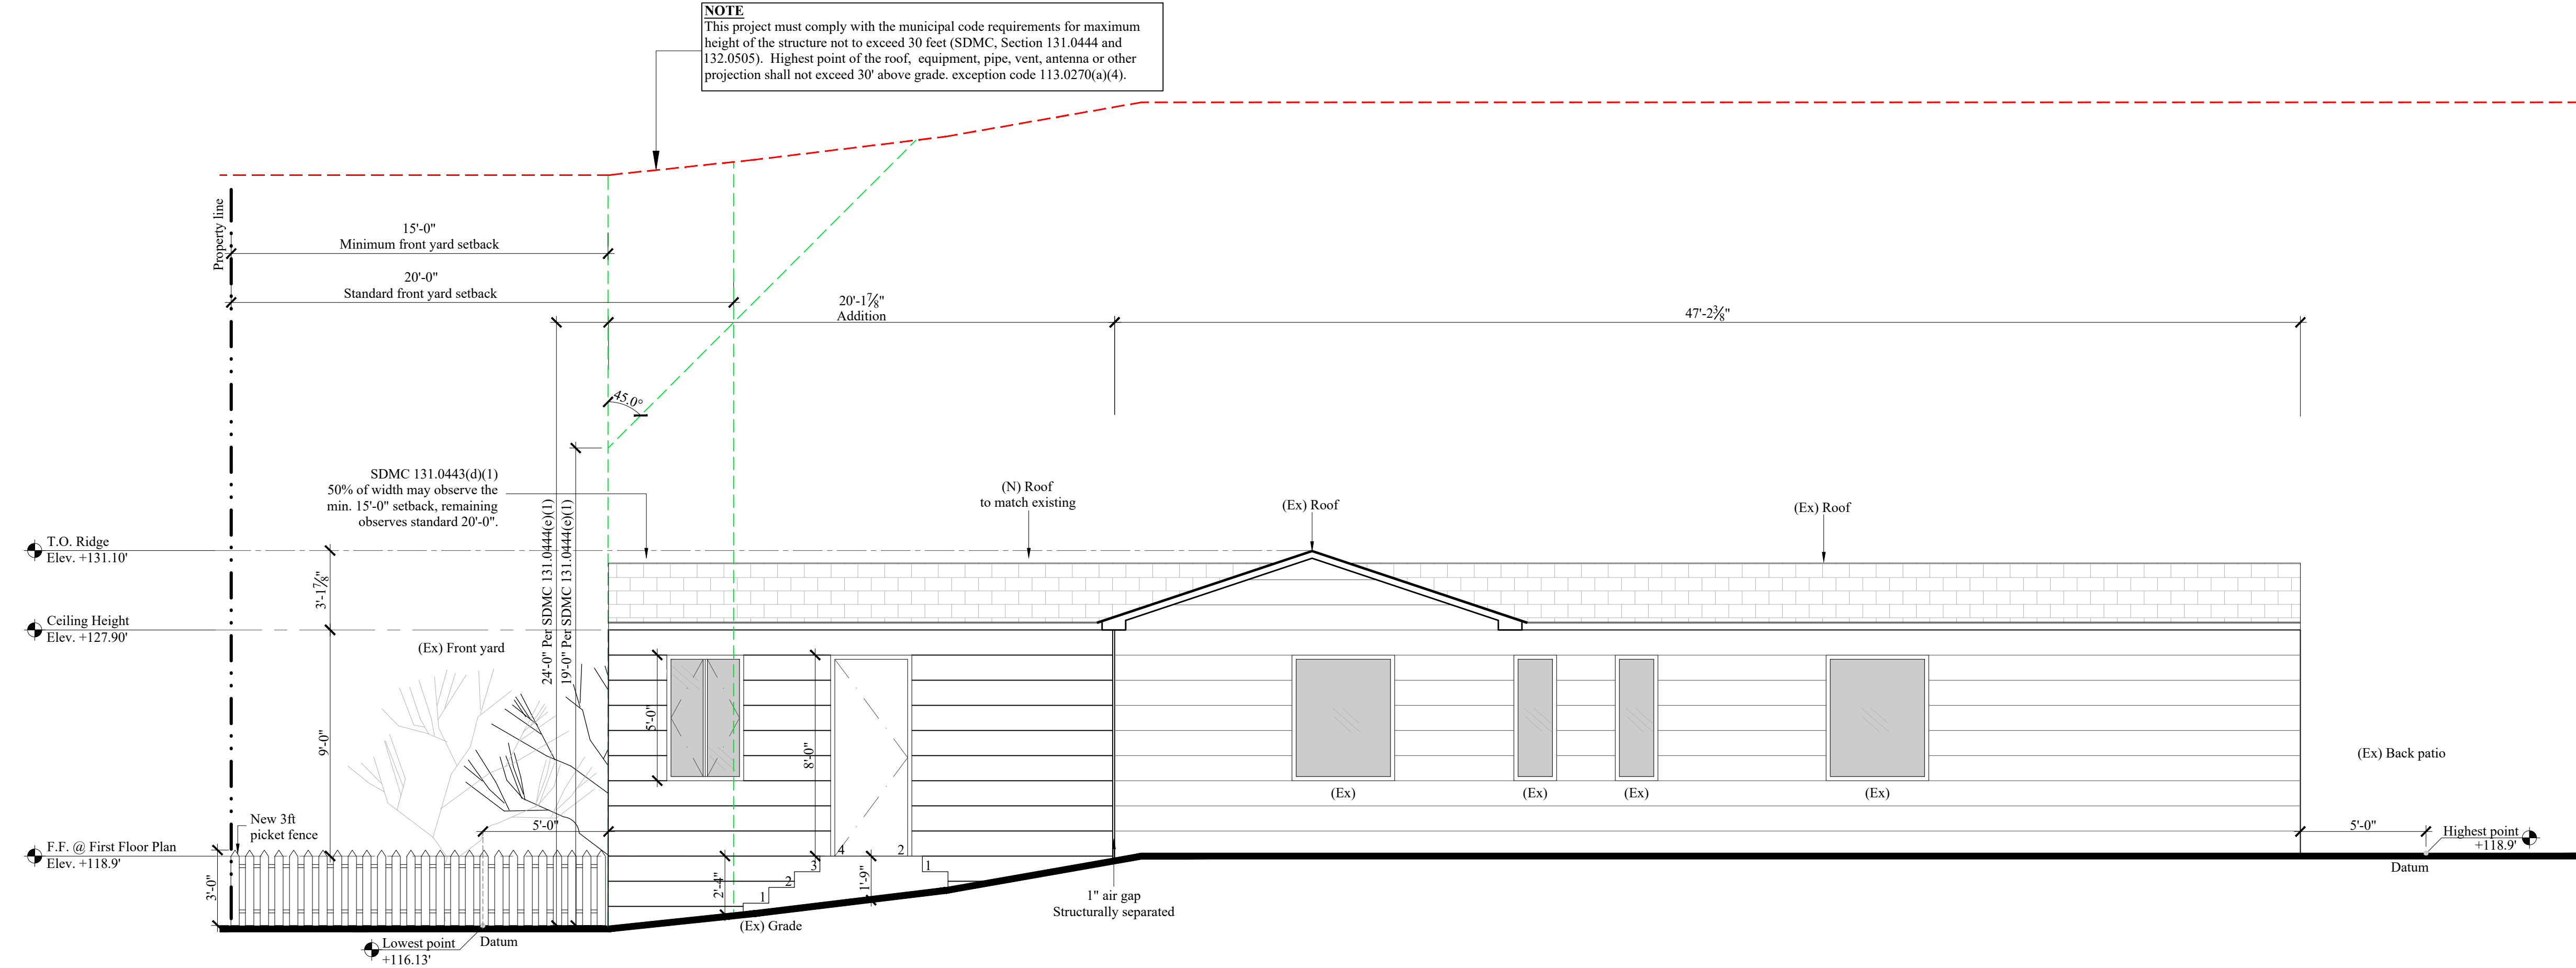 NOTE
This project must comply with the municipal code requirements for maximum
height of the structure not to exceed 30 feet (SDMC, Section 131.0444 and
132.0505). Highest point of the roof, equipment, pipe, vent, antenna or other
projection shall not exceed 30' above grade. exception code 113.0270(a)(4).
Property line
15'-0"
Minimum front yard setback
20'-0"
Standard front yard setback
20'-1⅞"
Addition
47'-2⅜"
45.0°
SDMC 131.0443(d)(1)
50% of width may observe the
min. 15'-0" setback, remaining
observes standard 20'-0".
24'-0" Per SDMC 131.0444(e)(1)
19'-0" Per SDMC 131.0444(e)(1)
(N) Roof
to match existing
(Ex) Roof
(Ex) Roof
T.O. Ridge
Elev. +131.10'
3'-1⅞"
Ceiling Height
Elev. +127.90'
(Ex) Front yard
9'-0"
5'-0"
8'-0"
(Ex)
(Ex)
(Ex)
(Ex)
(Ex) Back patio
New 3ft
picket fence
5'-0"
5'-0"
Highest point
+118.9'
Datum
F.F. @ First Floor Plan
Elev. +118.9'
3'-0"
4
2
3
2
1
1
2'-4"
1'-9"
1" air gap
Structurally separated
(Ex) Grade
Lowest point
+116.13'
Datum